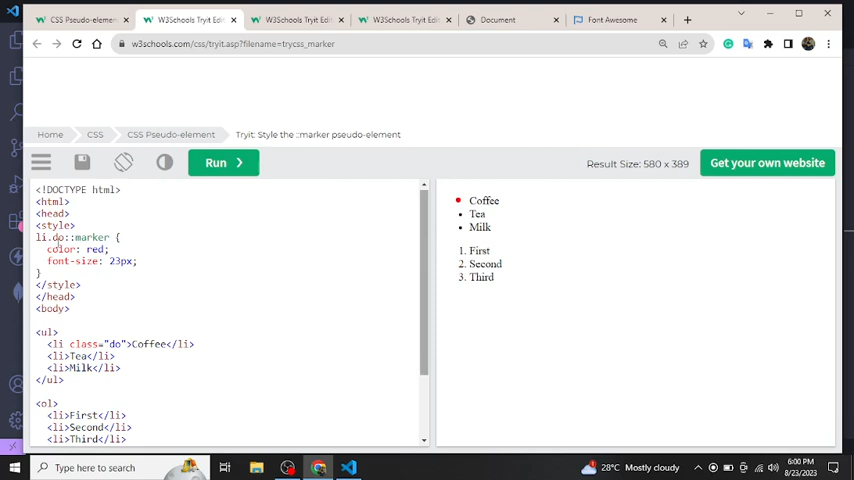 CSS Pseudo-elemen
W3Schools Tryit Edit
W3Schools Tryit Edit
W3Schools Tryit Edit
Document
Font Awesome
w3schools.com/css/tryit.asp?filename=trycss_marker
Home
CSS
CSS Pseudo-element
Tryit: Style the ::marker pseudo-element
Run ❯
Result Size: 580 x 389
Get your own website
<!DOCTYPE html>
<html>
<head>
<style>
li.do::marker {
color: red;
font-size: 23px;
}
</style>
</head>
<body>
<ul>
<li class="do">Coffee</li>
<li>Tea</li>
<li>Milk</li>
</ul>
<ol>
<li>First</li>
<li>Second</li>
<li>Third</li>
• Coffee
• Tea
• Milk
1. First
2. Second
3. Third
Type here to search
28°C Mostly cloudy
6:00 PM
8/23/2023